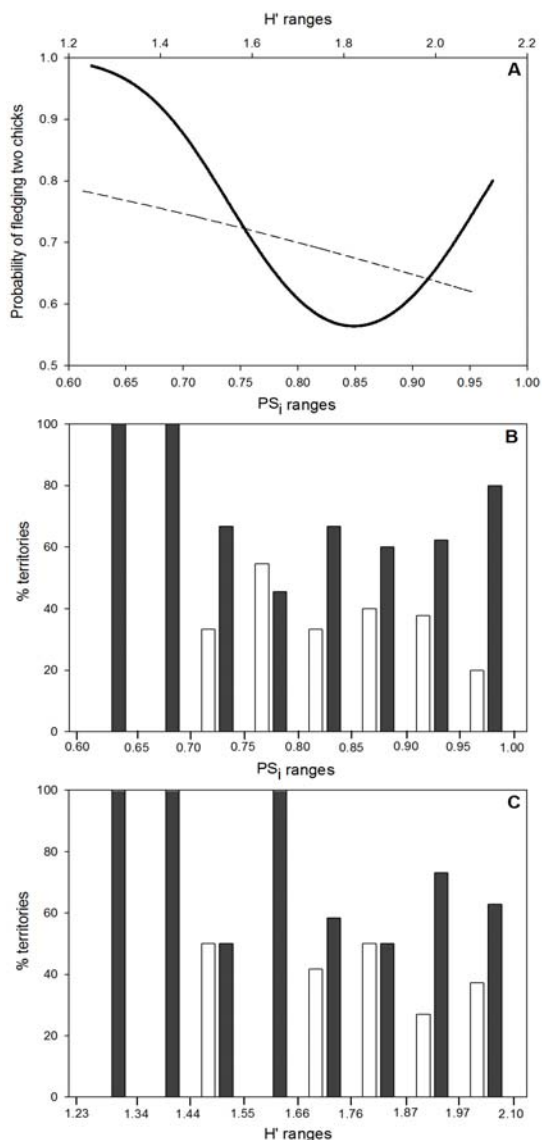 H' ranges
1.2 1.4 1.6 1.8 2.0 2.2
A
1.0
0.9
0.8
0.7
0.6
0.5
Probability of fledging two chicks
0.60 0.65 0.70 0.75 0.80 0.85 0.90 0.95 1.00
PSi ranges
B
100
80
60
40
20
0
% territories
0.60 0.65 0.70 0.75 0.80 0.85 0.90 0.95 1.00
PSi ranges
C
100
80
60
40
20
0
% territories
1.23 1.34 1.44 1.55 1.66 1.76 1.87 1.97 2.10
H' ranges